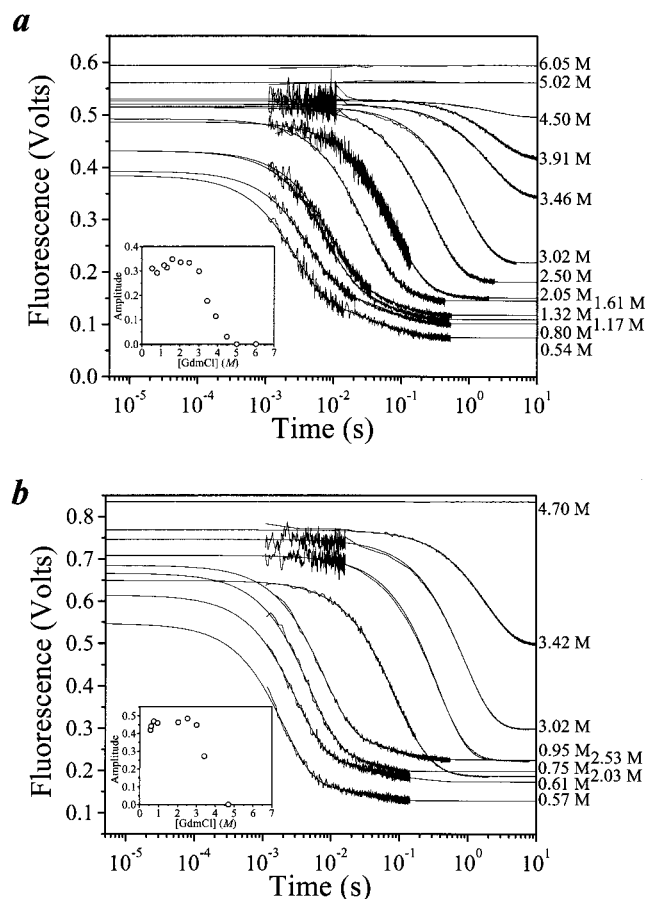 a
Fluorescence (Volts)
0.6
0.5
0.4
0.3
0.2
0.1
0.0
6.05 M
5.02 M
4.50 M
3.91 M
3.46 M
3.02 M
2.50 M
2.05 M
1.61 M
1.32 M
1.17 M
0.80 M
0.54 M
Amplitude
0.4
0.3
0.2
0.1
0.0
0 1 2 3 4 5 6 7
[GdmCl] (M)
10⁻⁵ 10⁻⁴ 10⁻³ 10⁻² 10⁻¹ 10⁰ 10¹
Time (s)
b
Fluorescence (Volts)
0.8
0.7
0.6
0.5
0.4
0.3
0.2
0.1
4.70 M
3.42 M
3.02 M
0.95 M
2.53 M
0.75 M
2.03 M
0.61 M
0.57 M
Amplitude
0.5
0.4
0.3
0.2
0.1
0.0
0 1 2 3 4 5 6 7
[GdmCl] (M)
10⁻⁵ 10⁻⁴ 10⁻³ 10⁻² 10⁻¹ 10⁰ 10¹
Time (s)